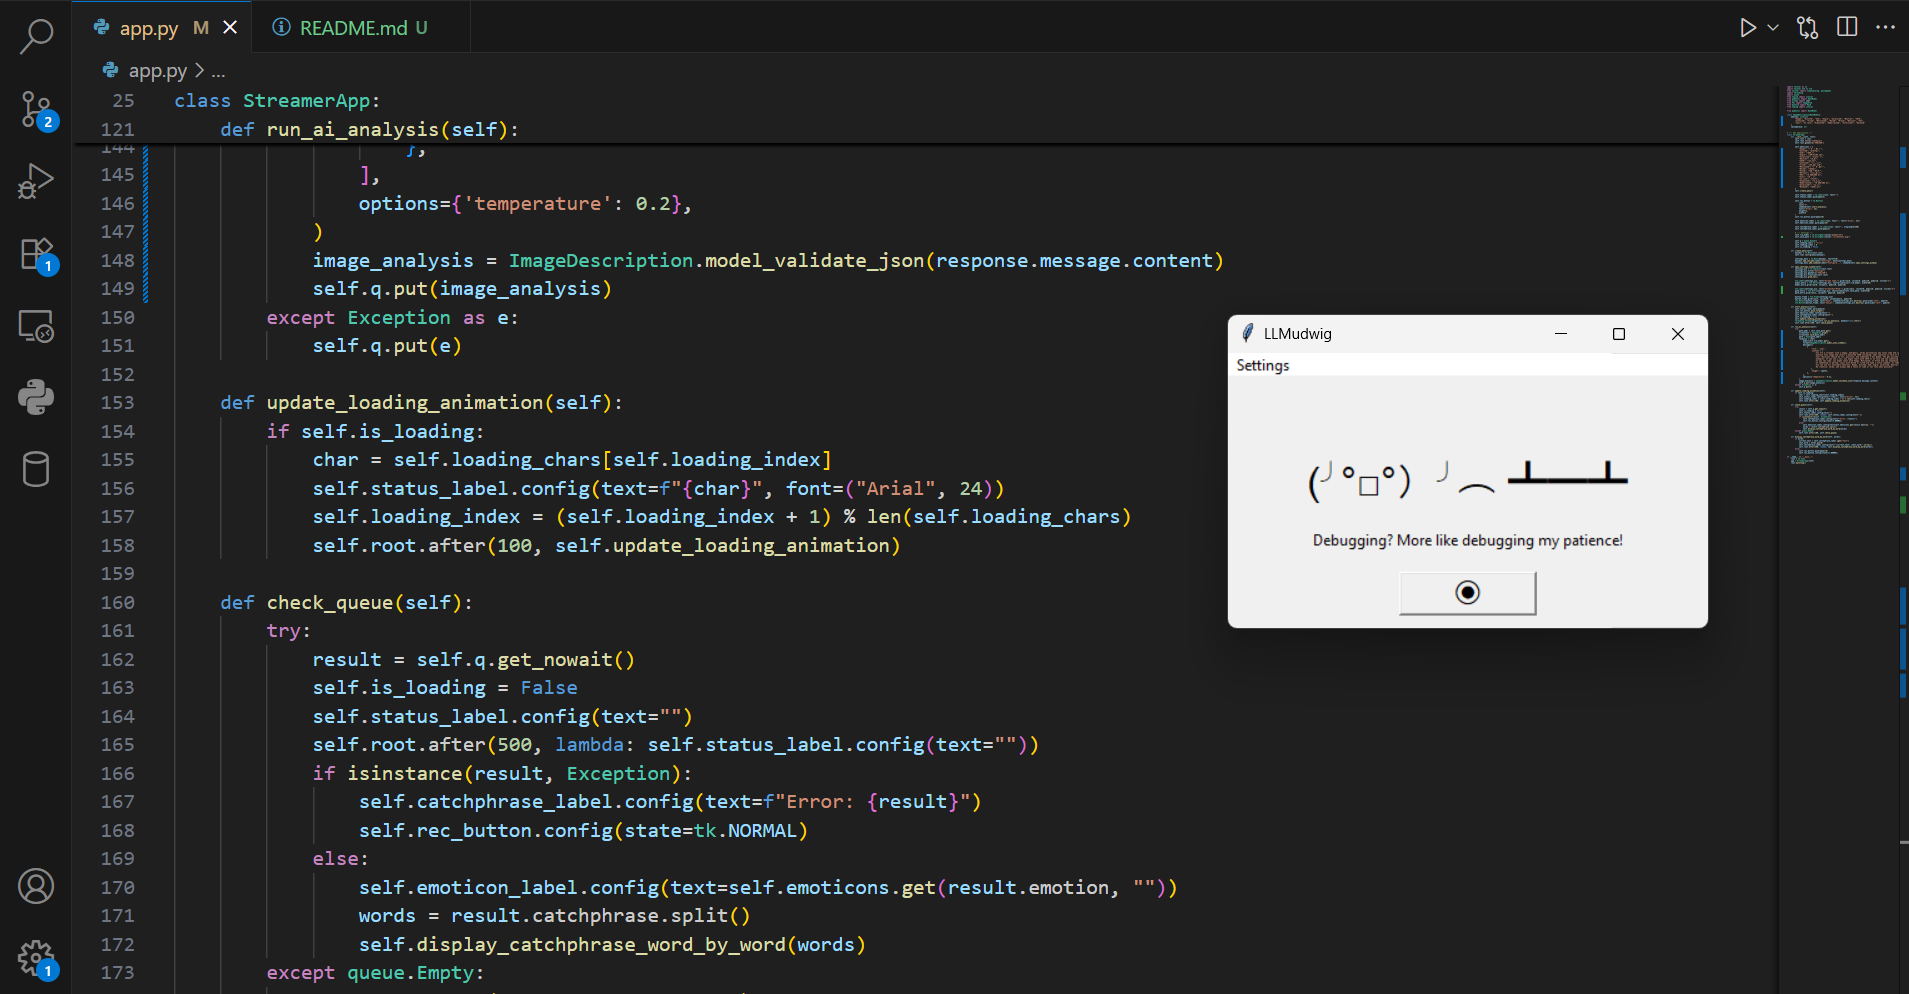 app.py M
README.md U
app.py > ...
25 class StreamerApp:
121 def run_ai_analysis(self):
144 },
145 ],
146 options={'temperature': 0.2},
147 )
148 image_analysis = ImageDescription.model_validate_json(response.message.content)
149 self.q.put(image_analysis)
150 except Exception as e:
151 self.q.put(e)
152
153 def update_loading_animation(self):
154 if self.is_loading:
155 char = self.loading_chars[self.loading_index]
156 self.status_label.config(text=f"{char}", font=("Arial", 24))
157 self.loading_index = (self.loading_index + 1) % len(self.loading_chars)
158 self.root.after(100, self.update_loading_animation)
159
160 def check_queue(self):
161 try:
162 result = self.q.get_nowait()
163 self.is_loading = False
164 self.status_label.config(text="")
165 self.root.after(500, lambda: self.status_label.config(text=""))
166 if isinstance(result, Exception):
167 self.catchphrase_label.config(text=f"Error: {result}")
168 self.rec_button.config(state=tk.NORMAL)
169 else:
170 self.emoticon_label.config(text=self.emoticons.get(result.emotion, ""))
171 words = result.catchphrase.split()
172 self.display_catchphrase_word_by_word(words)
173 except queue.Empty:
2
1
1
LLMudwig
Settings
(╯°□°) ╯︵ ┻━┻
Debugging? More like debugging my patience!